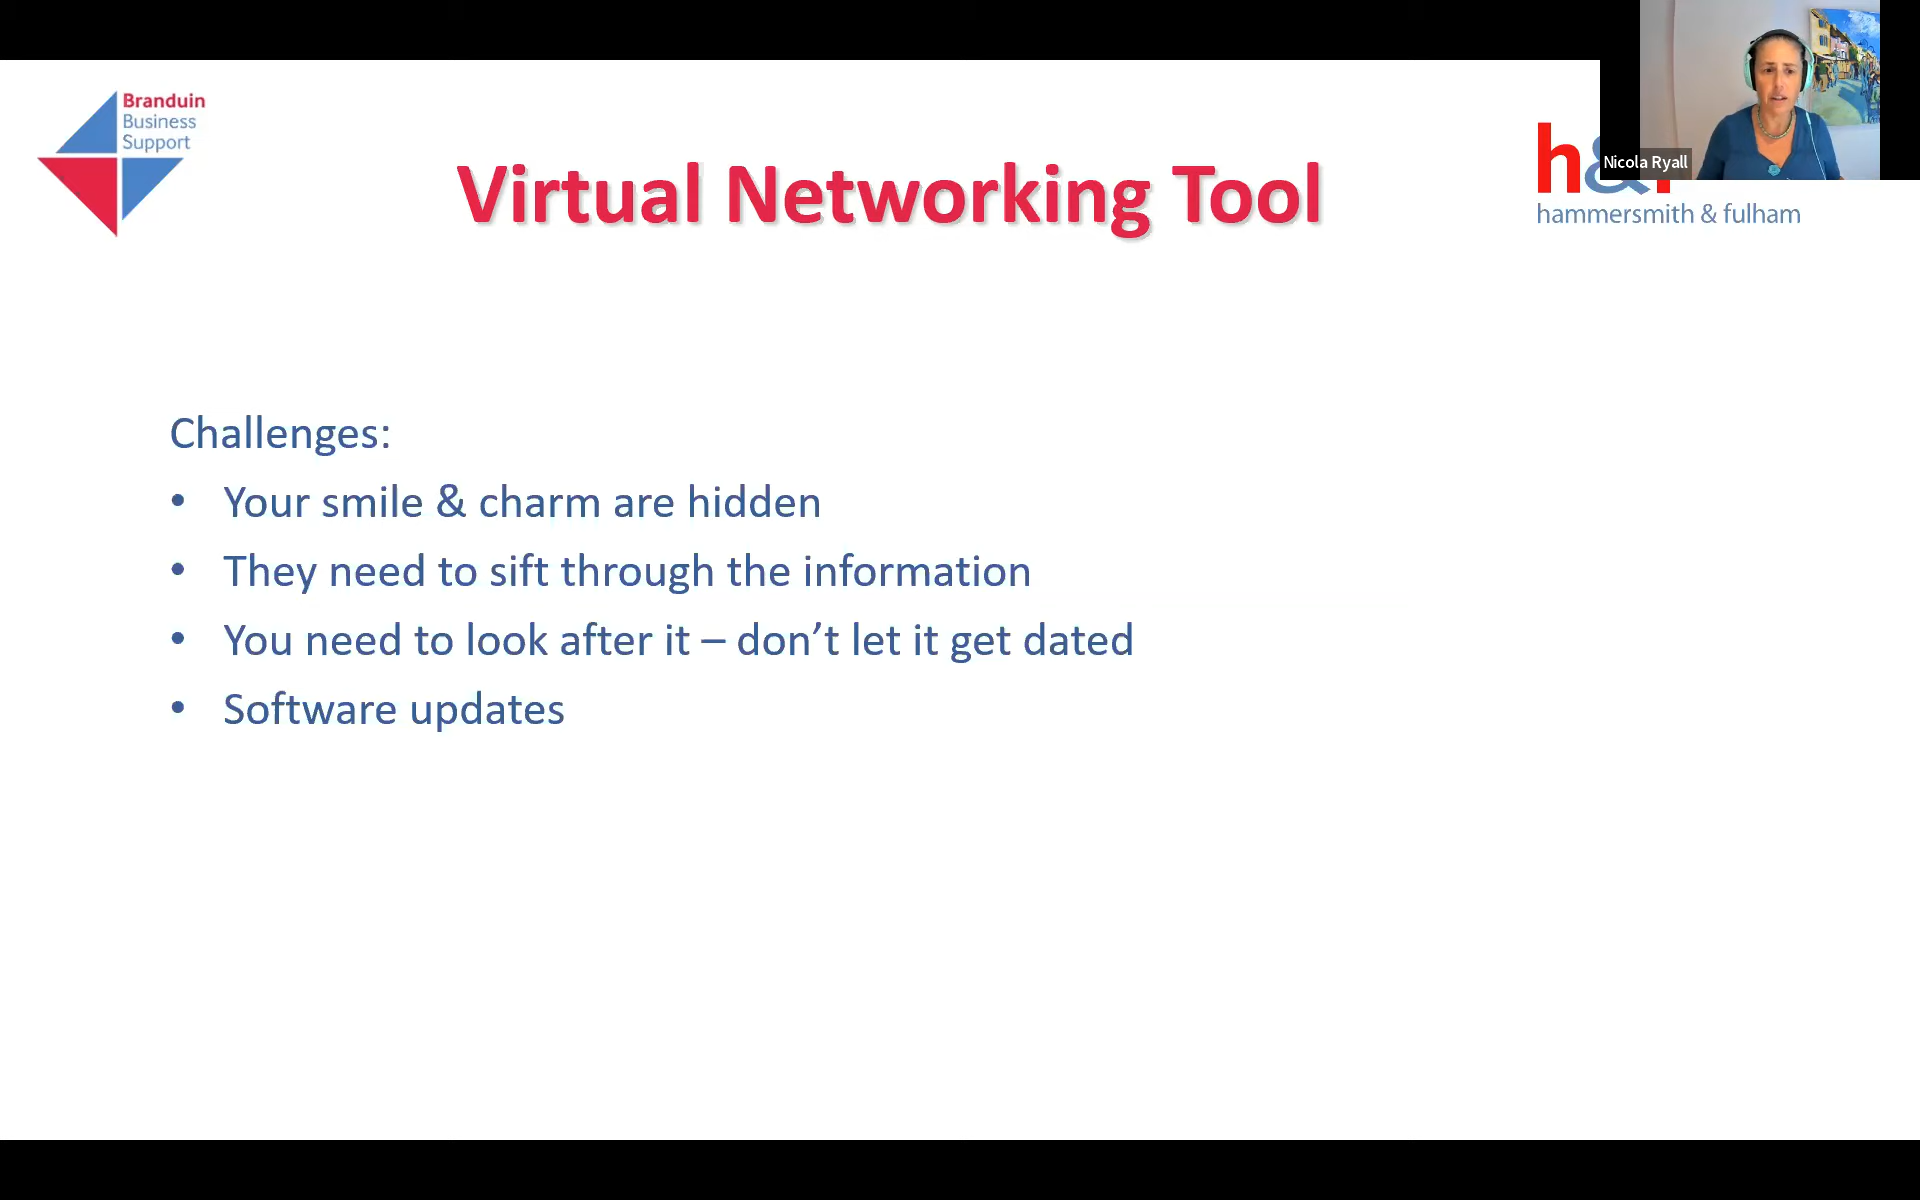 Branduin
Business
Support
Virtual Networking Tool
h&f
Nicola Ryall
hammersmith & fulham
Challenges:
• Your smile & charm are hidden
• They need to sift through the information
• You need to look after it – don’t let it get dated
• Software updates